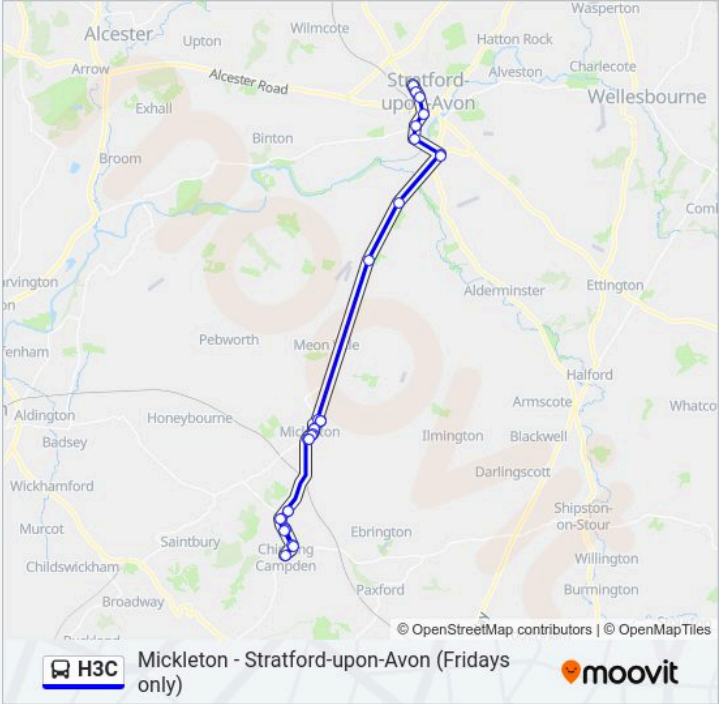 Wasperton
Alcester
Wilmcote
Upton
Hatton Rock
Arrow
Alcester Road
Stratford-
upon-Avon
Alveston
Charlecote
Wellesbourne
Exhall
Binton
Broom
Coml
arvington
on
Alderminster
Ettington
Pebworth
Meon Vale
fenham
Halford
Armscote
Whatco
Aldington
Honeybourne
Mickleton
Ilmington
Blackwell
Badsey
Darlingscott
Wickhamford
Shipston-
on-Stour
Murcot
Saintbury
Ebrington
Chipping
Campden
Willington
Childswickham
Paxford
Burmington
Broadway
© OpenStreetMap contributors | © OpenMapTiles
H3C
Mickleton - Stratford-upon-Avon (Fridays
only)
moovit